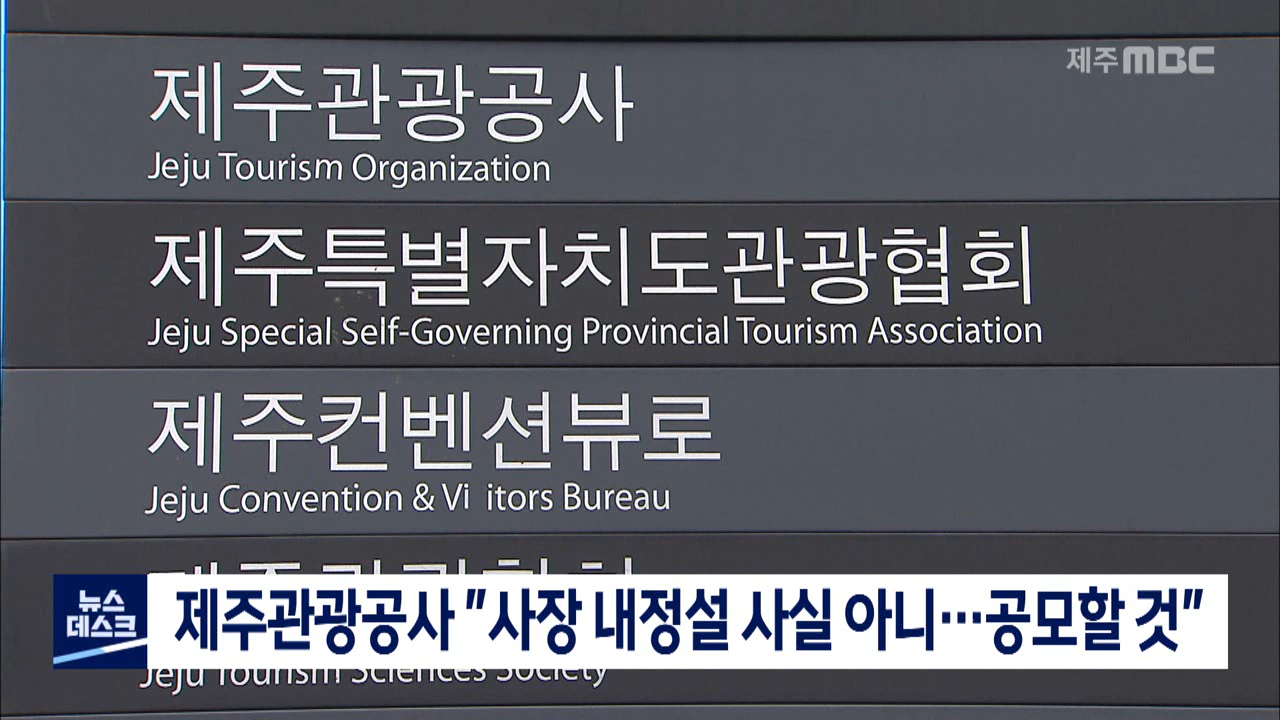 제주MBC
제주관광공사
Jeju Tourism Organization
제주특별자치도관광협회
Jeju Special Self-Governing Provincial Tourism Association
제주컨벤션뷰로
Jeju Convention & Vi itors Bureau
뉴스
데스크
제주관광공사 "사장 내정설 사실 아니…공모할 것"
Jeju Tourism Sciences Society